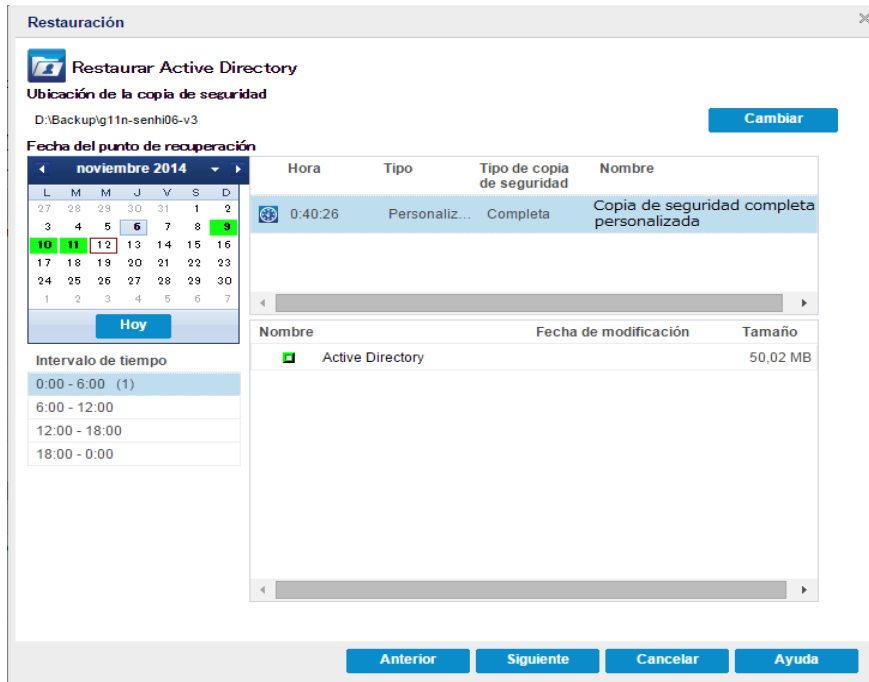 Restauración
Restaurar Active Directory
Ubicación de la copia de seguridad
D:\Backup\g11n-senhi06-v3
Cambiar
Fecha del punto de recuperación
noviembre 2014
L M M J V S D
27 28 29 30 31 1 2
3 4 5 6 7 8 9
10 11 12 13 14 15 16
17 18 19 20 21 22 23
24 25 26 27 28 29 30
1 2 3 4 5 6 7
Hoy
Intervalo de tiempo
0:00 - 6:00 (1)
6:00 - 12:00
12:00 - 18:00
18:00 - 0:00
Hora Tipo Tipo de copia de seguridad Nombre
0:40:26 Personaliz... Completa Copia de seguridad completa personalizada
Nombre Fecha de modificación Tamaño
Active Directory 50,02 MB
Anterior Siguiente Cancelar Ayuda